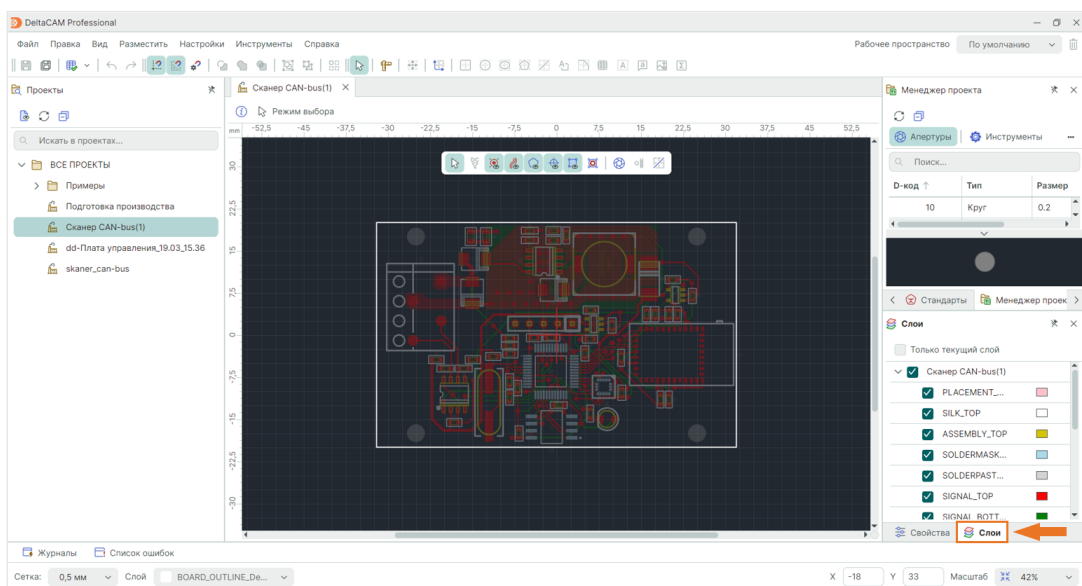 DeltaCAM Professional
Файл Правка Вид Разместить Настройки Инструменты Справка Рабочее пространство По умолчанию
Проекты
Сканер CAN-bus(1)
Менеджер проекта
Режим выбора
mm -52,5 -45 -37,5 -30 -22,5 -15 -7,5 0 7,5 15 22,5 30 37,5 45 52,5
Искать в проектах...
Апертуры Инструменты
ВСЕ ПРОЕКТЫ
Поиск...
Примеры
D-код Тип Размер
Подготовка производства
10 Круг 0.2
Сканер CAN-bus(1)
dd-Плата управления_19.03_15.36
skaner_can-bus
30
22,5
15
7,5
0
-7,5
-15
-22,5
-30
Стандарты Менеджер проек
Слои
Только текущий слой
Сканер CAN-bus(1)
PLACEMENT_...
SILK_TOP
ASSEMBLY_TOP
SOLDERMASK...
SOLDERPAST...
SIGNAL_TOP
SIGNAL_BOTT...
Свойства Слои
Журналы Список ошибок
Сетка: 0,5 мм Слой BOARD_OUTLINE_De... X -18 Y 33 Масштаб 42%